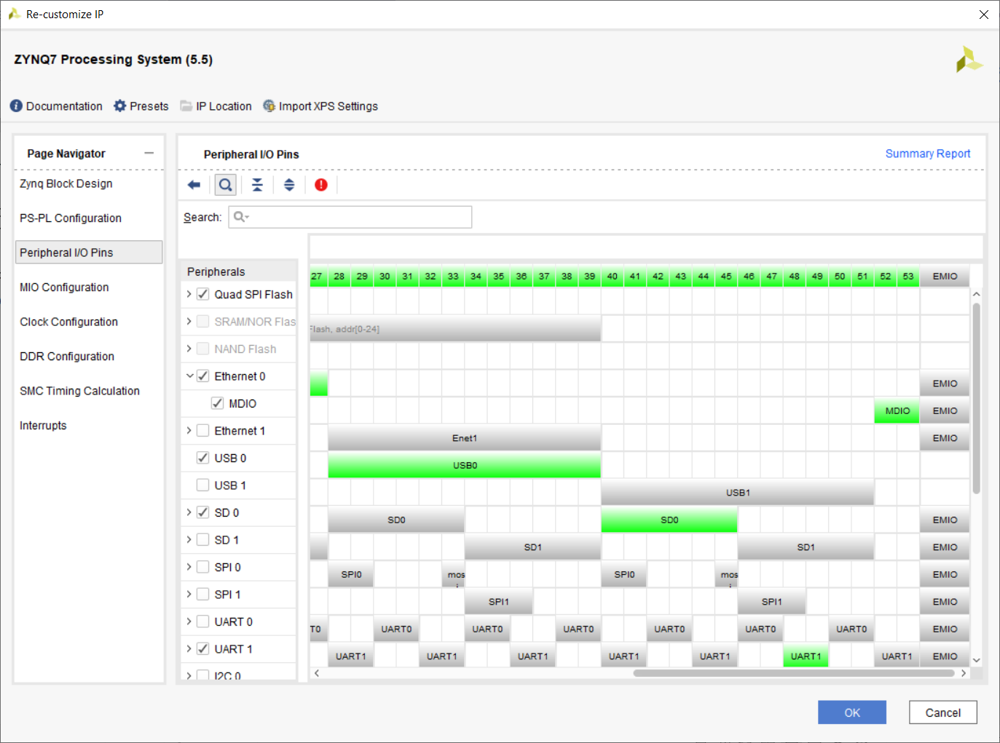 Re-customize IP
ZYNQ7 Processing System (5.5)
Documentation Presets IP Location Import XPS Settings
Page Navigator
Zynq Block Design
PS-PL Configuration
Peripheral I/O Pins
MIO Configuration
Clock Configuration
DDR Configuration
SMC Timing Calculation
Interrupts
Peripheral I/O Pins Summary Report
Search:
Peripherals 27 28 29 30 31 32 33 34 35 36 37 38 39 40 41 42 43 44 45 46 47 48 49 50 51 52 53 EMIO
Quad SPI Flash
SRAM/NOR Flas Flash, addr[0-24]
NAND Flash
Ethernet 0 EMIO
MDIO MDIO EMIO
Ethernet 1 Enet1 EMIO
USB 0 USB0
USB 1 USB1
SD 0 SD0 SD0 EMIO
SD 1 SD1 SD1 EMIO
SPI 0 SPI0 mosi SPI0 mosi EMIO
SPI 1 SPI1 SPI1 EMIO
UART 0 T0 UART0 UART0 UART0 UART0 UART0 UART0 EMIO
UART 1 UART1 UART1 UART1 UART1 UART1 UART1 UART1 EMIO
I2C 0
OK Cancel